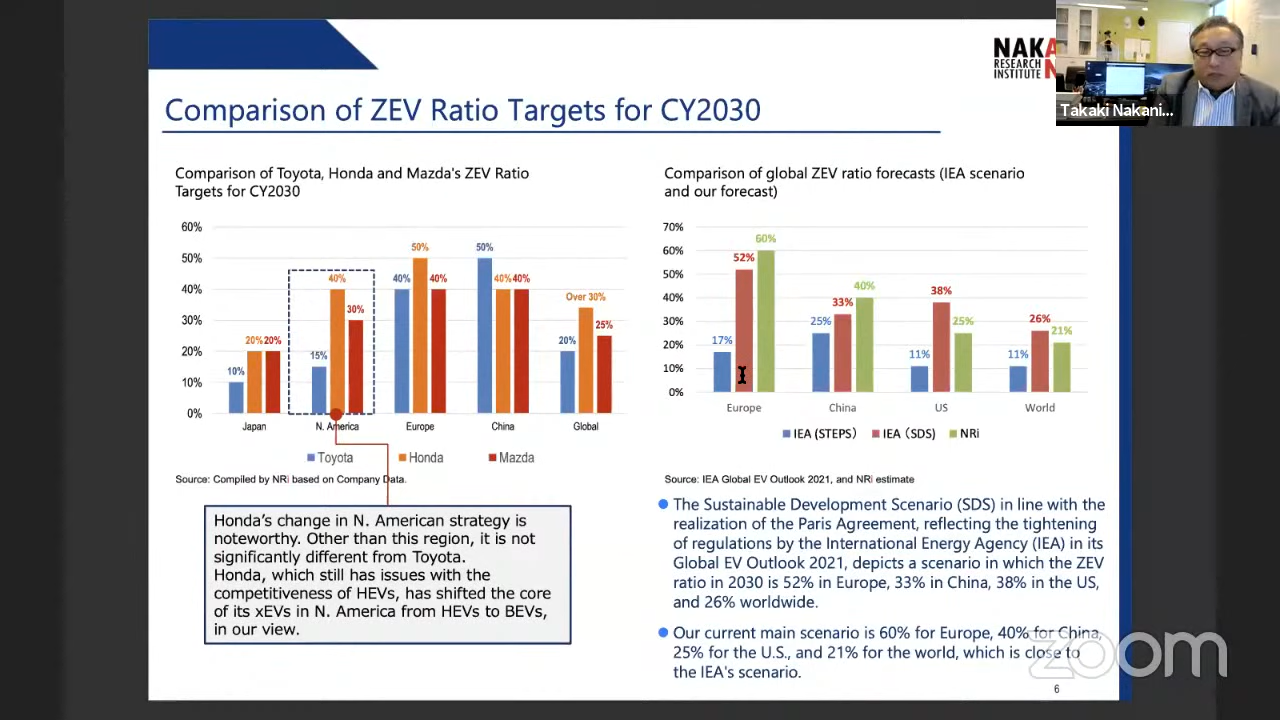 NAKA
RESEARCH
INSTITUTE N
Takaki Nakani...
Comparison of ZEV Ratio Targets for CY2030
Comparison of Toyota, Honda and Mazda's ZEV Ratio
Targets for CY2030
60%
50%
40%
30%
20%
10%
0%
10%
20%
20%
15%
40%
30%
40%
50%
40%
50%
40%
40%
20%
Over 30%
25%
Japan
N. America
Europe
China
Global
Toyota
Honda
Mazda
Source: Compiled by NRi based on Company Data.
Honda's change in N. American strategy is
noteworthy. Other than this region, it is not
significantly different from Toyota.
Honda, which still has issues with the
competitiveness of HEVs, has shifted the core
of its xEVs in N. America from HEVs to BEVs,
in our view.
Comparison of global ZEV ratio forecasts (IEA scenario
and our forecast)
70%
60%
50%
40%
30%
20%
10%
0%
17%
52%
60%
25%
33%
40%
11%
38%
25%
11%
26%
21%
Europe
China
US
World
IEA (STEPS)
IEA (SDS)
NRi
Source: IEA Global EV Outlook 2021, and NRi estimate
The Sustainable Development Scenario (SDS) in line with the
realization of the Paris Agreement, reflecting the tightening
of regulations by the International Energy Agency (IEA) in its
Global EV Outlook 2021, depicts a scenario in which the ZEV
ratio in 2030 is 52% in Europe, 33% in China, 38% in the US,
and 26% worldwide.
Our current main scenario is 60% for Europe, 40% for China,
25% for the U.S., and 21% for the world, which is close to
the IEA's scenario.
zoom
6